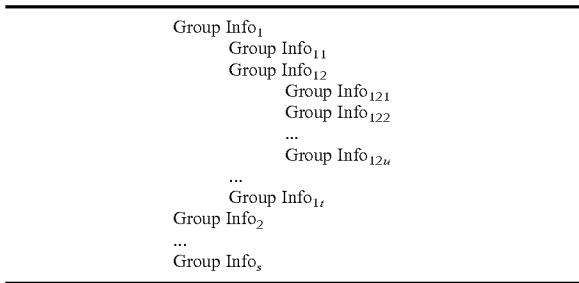 Group Info₁
Group Info₁₁
Group Info₁₂
Group Info₁₂₁
Group Info₁₂₂
...
Group Info₁₂ᵤ
...
Group Info₁ₜ
Group Info₂
...
Group Infoₛ